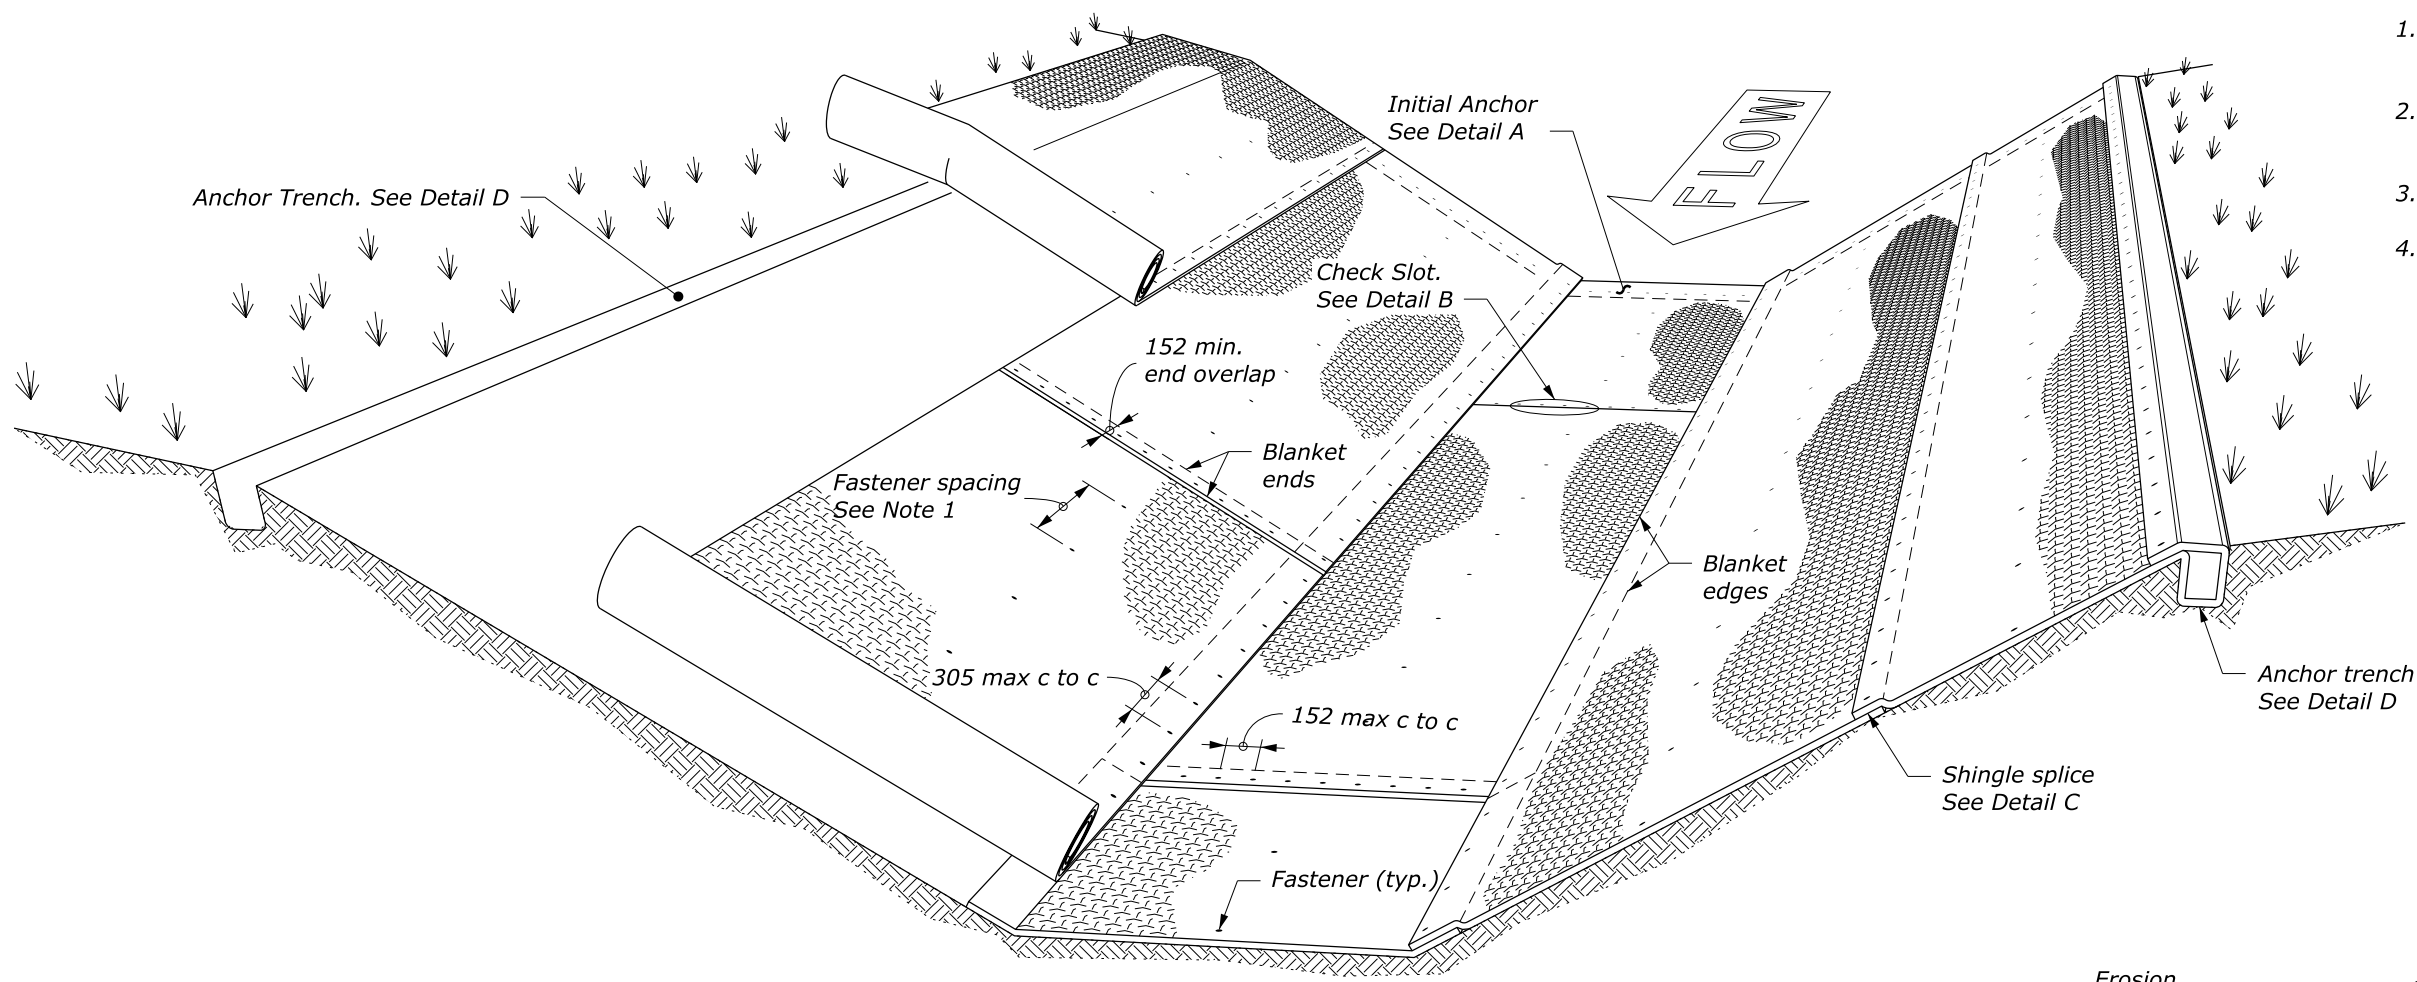 1.
Initial Anchor
See Detail A
FLOW
2.
Anchor Trench. See Detail D
3.
4.
Check Slot.
See Detail B
152 min.
end overlap
Blanket
ends
Fastener spacing
See Note 1
Blanket
edges
305 max c to c
152 max c to c
Anchor trench
See Detail D
Shingle splice
See Detail C
Fastener (typ.)
Erosion